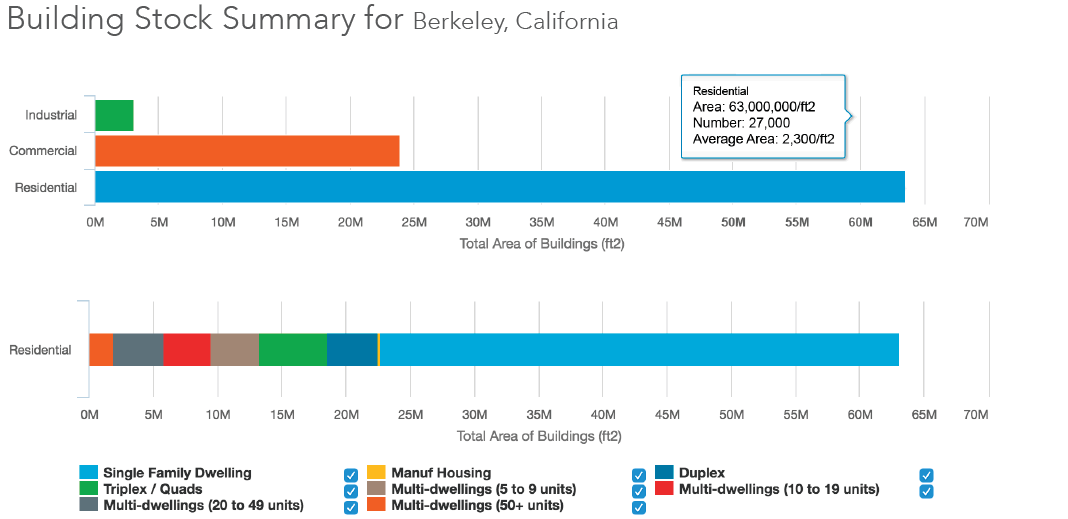 Building Stock Summary for Berkeley, California
Residential
Area: 63,000,000/ft2
Number: 27,000
Average Area: 2,300/ft2
Industrial
Commercial
Residential
0M 5M 10M 15M 20M 25M 30M 35M 40M 45M 50M 55M 60M 65M 70M
Total Area of Buildings (ft2)
Residential
0M 5M 10M 15M 20M 25M 30M 35M 40M 45M 50M 55M 60M 65M 70M
Total Area of Buildings (ft2)
Single Family Dwelling Manuf Housing Duplex
Triplex / Quads Multi-dwellings (5 to 9 units) Multi-dwellings (10 to 19 units)
Multi-dwellings (20 to 49 units) Multi-dwellings (50+ units)